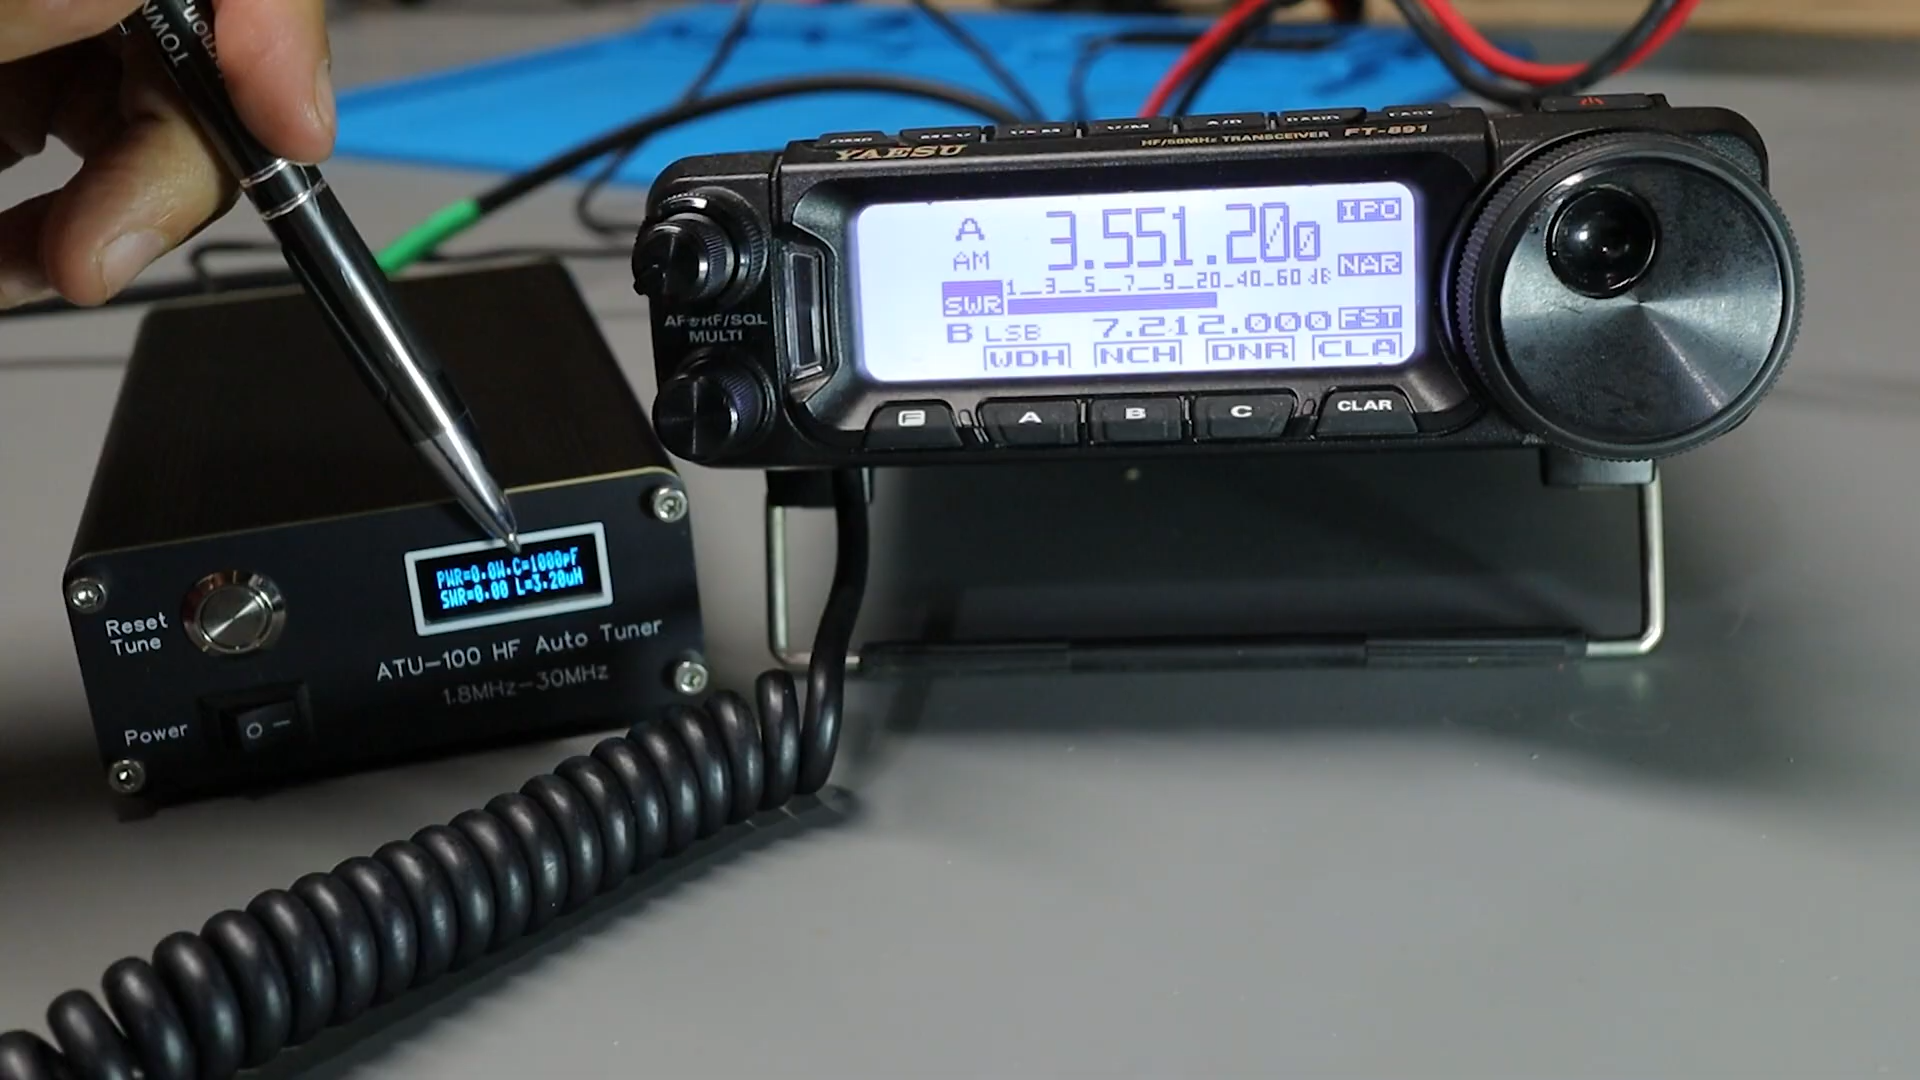 TOWN
YAESU
HF/50MHz TRANSCEIVER FT-891
A
3.551.200
IPO
AM
NAR
1 3 5 7 9 20 40 60 dB
SWR
B LSB 7.212.000 FST
WDH NCH DNR CLA
AF⊕RF/SQL
MULTI
F A B C CLAR
PWR=0.0W C=1000pF
SWR=0.00 L=3.20uH
Reset
Tune
ATU-100 HF Auto Tuner
1.8MHz-30MHz
Power
O –